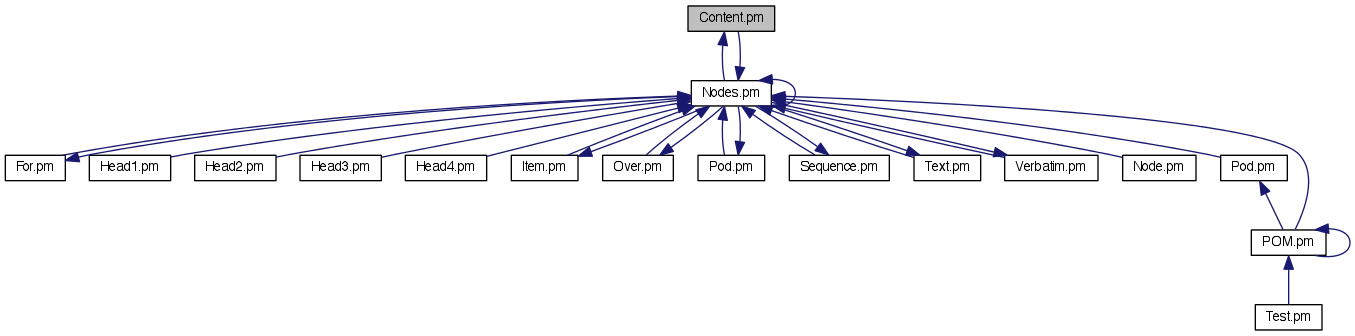 Content.pm
Nodes.pm
For.pm
Head1.pm
Head2.pm
Head3.pm
Head4.pm
Item.pm
Over.pm
Pod.pm
Sequence.pm
Text.pm
Verbatim.pm
Node.pm
Pod.pm
POM.pm
Test.pm